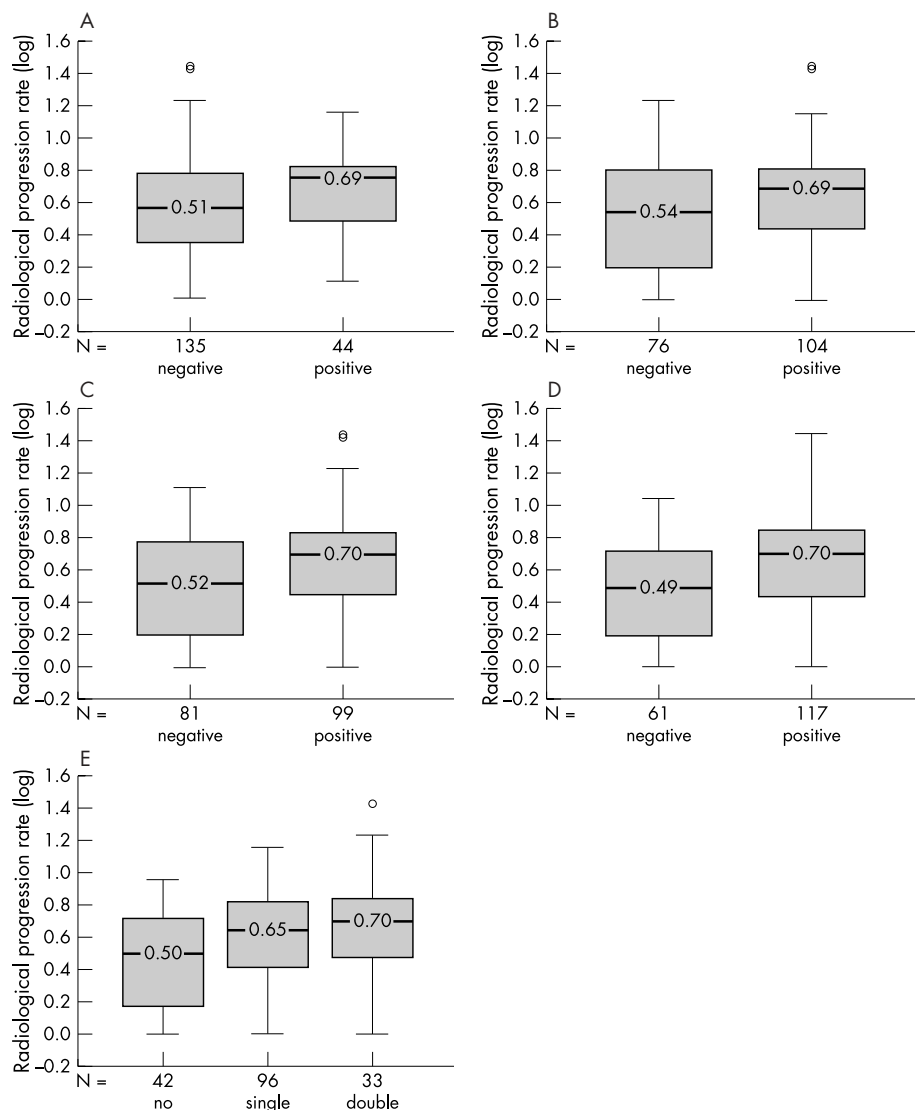 A
Radiological progression rate (log)
1.6
1.4
1.2
1.0
0.8
0.6
0.4
0.2
0.0
–0.2
0.51
0.69
N =
135
44
negative
positive
B
Radiological progression rate (log)
1.6
1.4
1.2
1.0
0.8
0.6
0.4
0.2
0.0
–0.2
0.54
0.69
N =
76
104
negative
positive
C
Radiological progression rate (log)
1.6
1.4
1.2
1.0
0.8
0.6
0.4
0.2
0.0
–0.2
0.52
0.70
N =
81
99
negative
positive
D
Radiological progression rate (log)
1.6
1.4
1.2
1.0
0.8
0.6
0.4
0.2
0.0
–0.2
0.49
0.70
N =
61
117
negative
positive
E
Radiological progression rate (log)
1.6
1.4
1.2
1.0
0.8
0.6
0.4
0.2
0.0
–0.2
0.50
0.65
0.70
N =
42
96
33
no
single
double